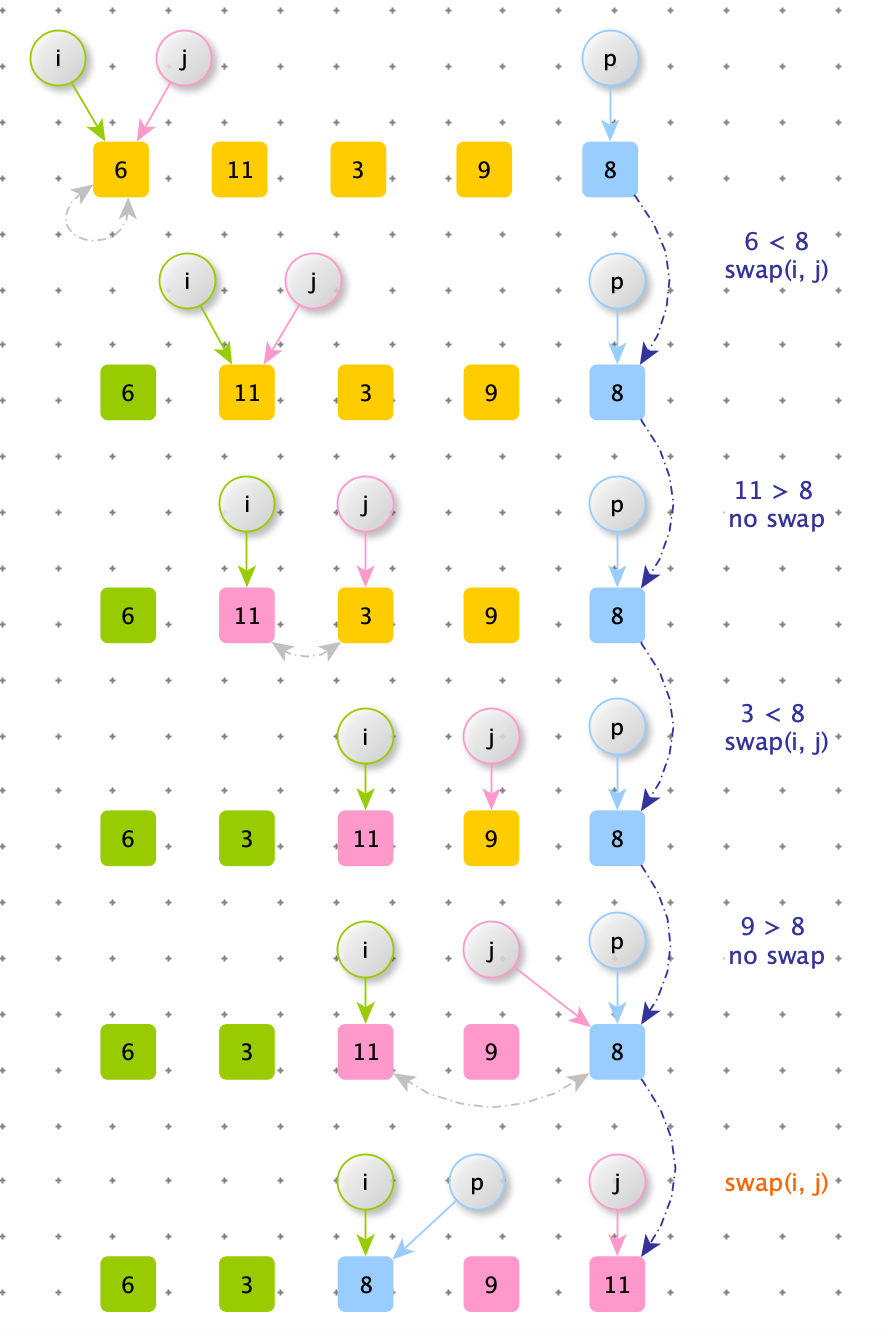 i j p
6 11 3 9 8
6 < 8
swap(i, j)
i j p
6 11 3 9 8
11 > 8
no swap
i j p
6 11 3 9 8
3 < 8
swap(i, j)
i j p
6 3 11 9 8
9 > 8
no swap
i j p
6 3 11 9 8
i p j
swap(i, j)
6 3 8 9 11